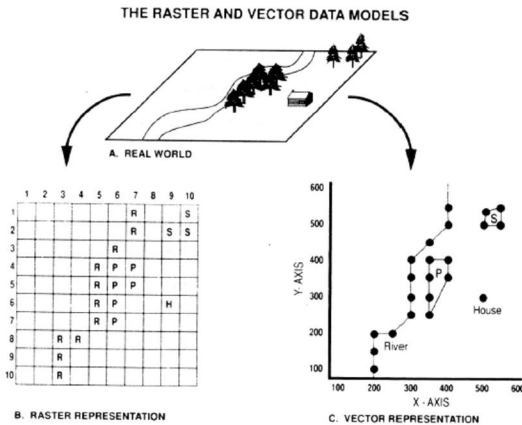 THE RASTER AND VECTOR DATA MODELS
A. REAL WORLD
1 2 3 4 5 6 7 8 9 10
1 R S
2 R S S
3 R
4 R P P
5 R P P
6 R P H
7 R P
8 R R
9 R
10 R
B. RASTER REPRESENTATION
600
500
400
300
200
100
Y-AXIS
S
P
House
River
100 200 300 400 500 600
X-AXIS
C. VECTOR REPRESENTATION